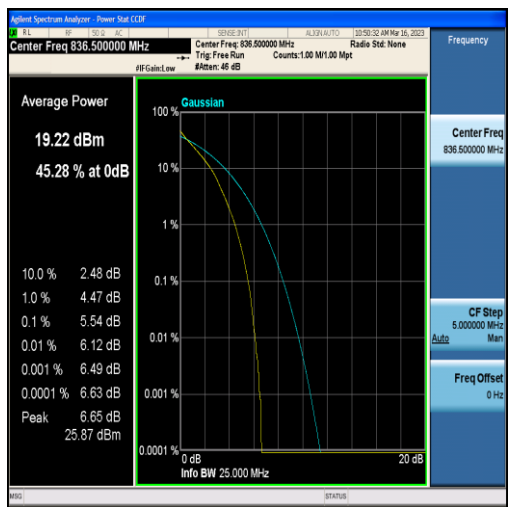 Agilent Spectrum Analyzer - Power Stat CCDF
RL RF 50 Ω AC SENSE:INT ALIGN AUTO 10:50:32 AM Mar 16, 2023
Center Freq 836.500000 MHz
Center Freq: 836.500000 MHz Radio Std: None
Trig: Free Run Counts:1.00 M/1.00 Mpt
#IFGain:Low #Atten: 46 dB
Frequency
Average Power
19.22 dBm
45.28 % at 0dB
10.0 % 2.48 dB
1.0 % 4.47 dB
0.1 % 5.54 dB
0.01 % 6.12 dB
0.001 % 6.49 dB
0.0001 % 6.63 dB
Peak 6.65 dB
25.87 dBm
Gaussian
100 %
10 %
1 %
0.1 %
0.01 %
0.001 %
0.0001 %
0 dB 20 dB
Info BW 25.000 MHz
Center Freq
836.500000 MHz
CF Step
5.000000 MHz
Auto Man
Freq Offset
0 Hz
MSG STATUS